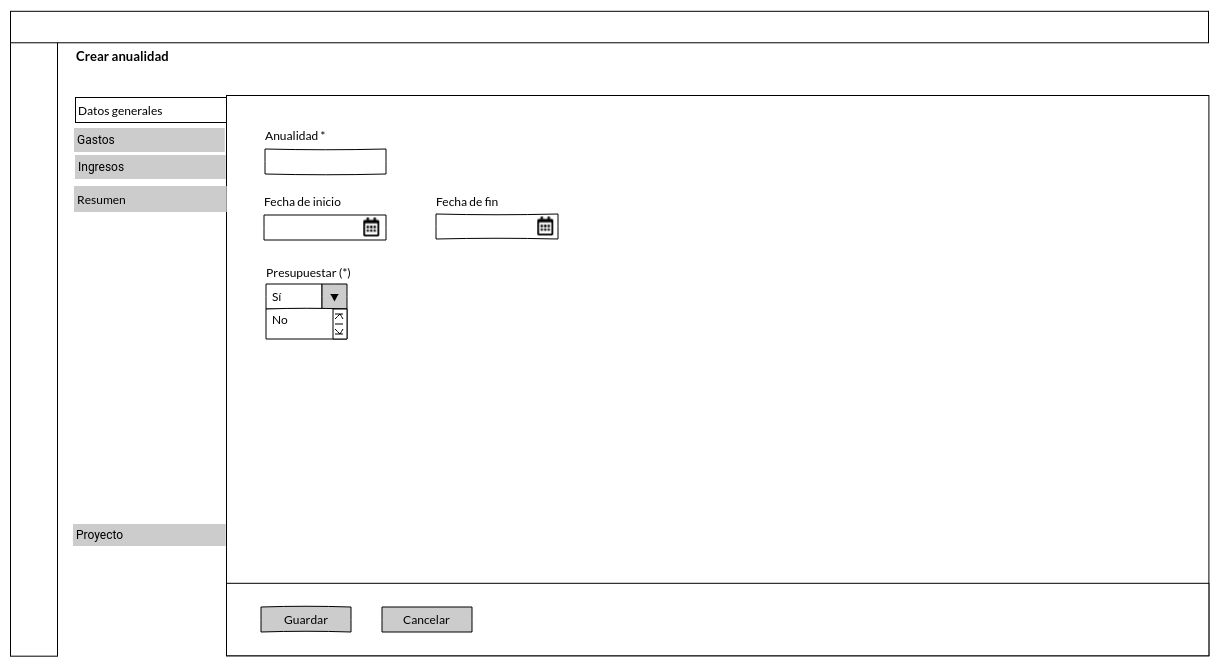 Crear anualidad
Datos generales
Gastos
Ingresos
Resumen
Proyecto
Anualidad *
Fecha de inicio
Fecha de fin
Presupuestar (*)
Sí
No
Guardar
Cancelar